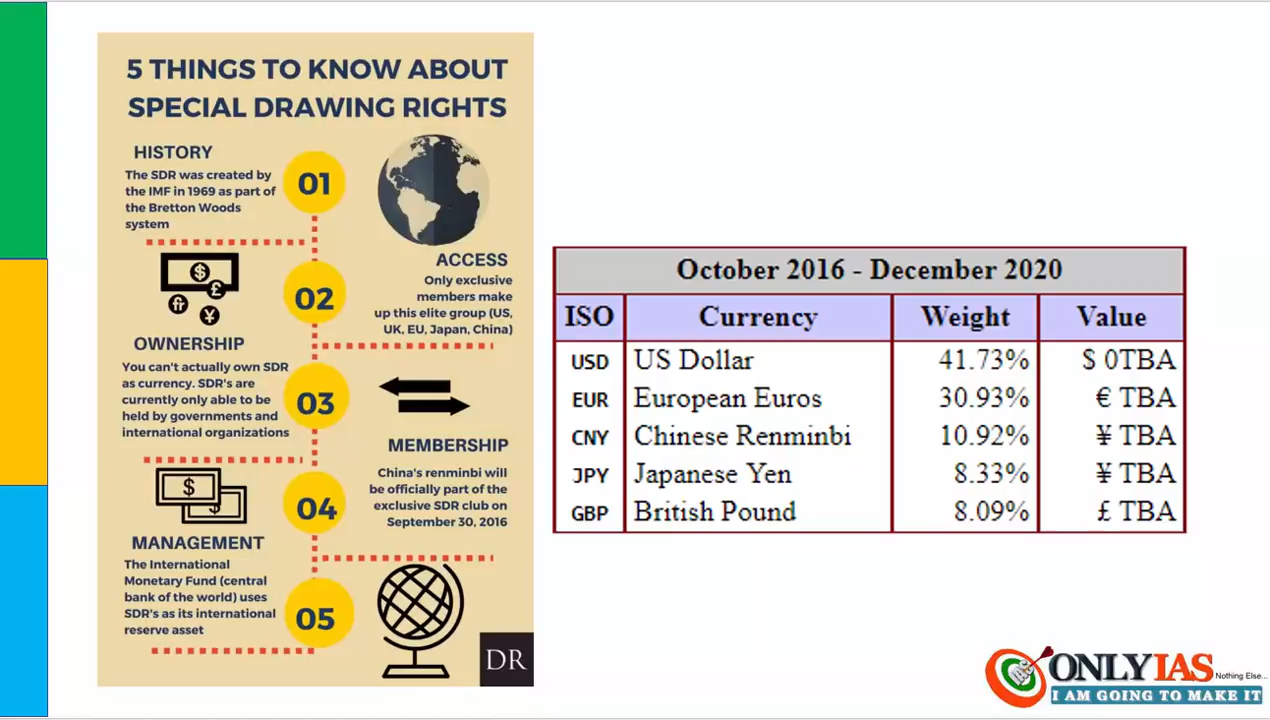 5 THINGS TO KNOW ABOUT
SPECIAL DRAWING RIGHTS
HISTORY
The SDR was created by
the IMF in 1969 as part of
the Bretton Woods
system
01
ACCESS
Only exclusive
members make
up this elite group (US,
UK, EU, Japan, China)
02
OWNERSHIP
You can't actually own SDR
as currency. SDR's are
currently only able to be
held by governments and
international organizations
03
MEMBERSHIP
China's renminbi will
be officially part of the
exclusive SDR club on
September 30, 2016
04
MANAGEMENT
The International
Monetary Fund (central
bank of the world) uses
SDR's as its international
reserve asset
05
DR
October 2016 - December 2020
ISO Currency Weight Value
USD US Dollar 41.73% $ 0TBA
EUR European Euros 30.93% € TBA
CNY Chinese Renminbi 10.92% ¥ TBA
JPY Japanese Yen 8.33% ¥ TBA
GBP British Pound 8.09% £ TBA
ONLYIAS
Nothing Else...
I AM GOING TO MAKE IT